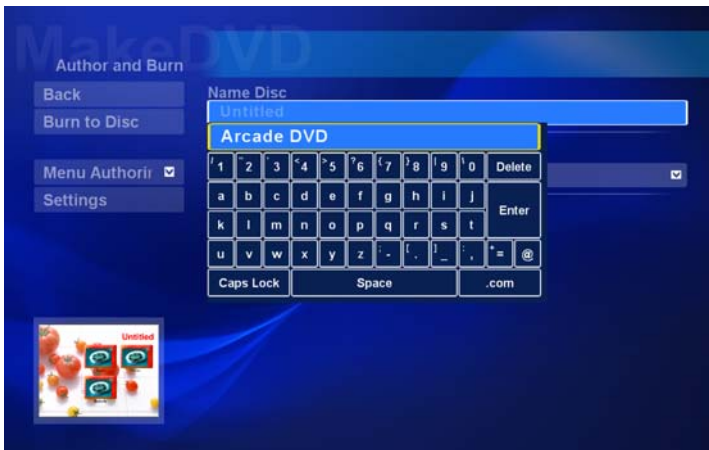 MakeDVD
Author and Burn
Back
Name Disc
Untitled
Burn to Disc
Arcade DVD
Menu Authorin
Settings
1 2 3 <4 >5 ?6 {7 }8 |9 \0 Delete
a b c d e f g h i j
Enter
k l m n o p q r s t
u v w x y z ;- [. ]_ :, *= @
Caps Lock Space .com
Untitled